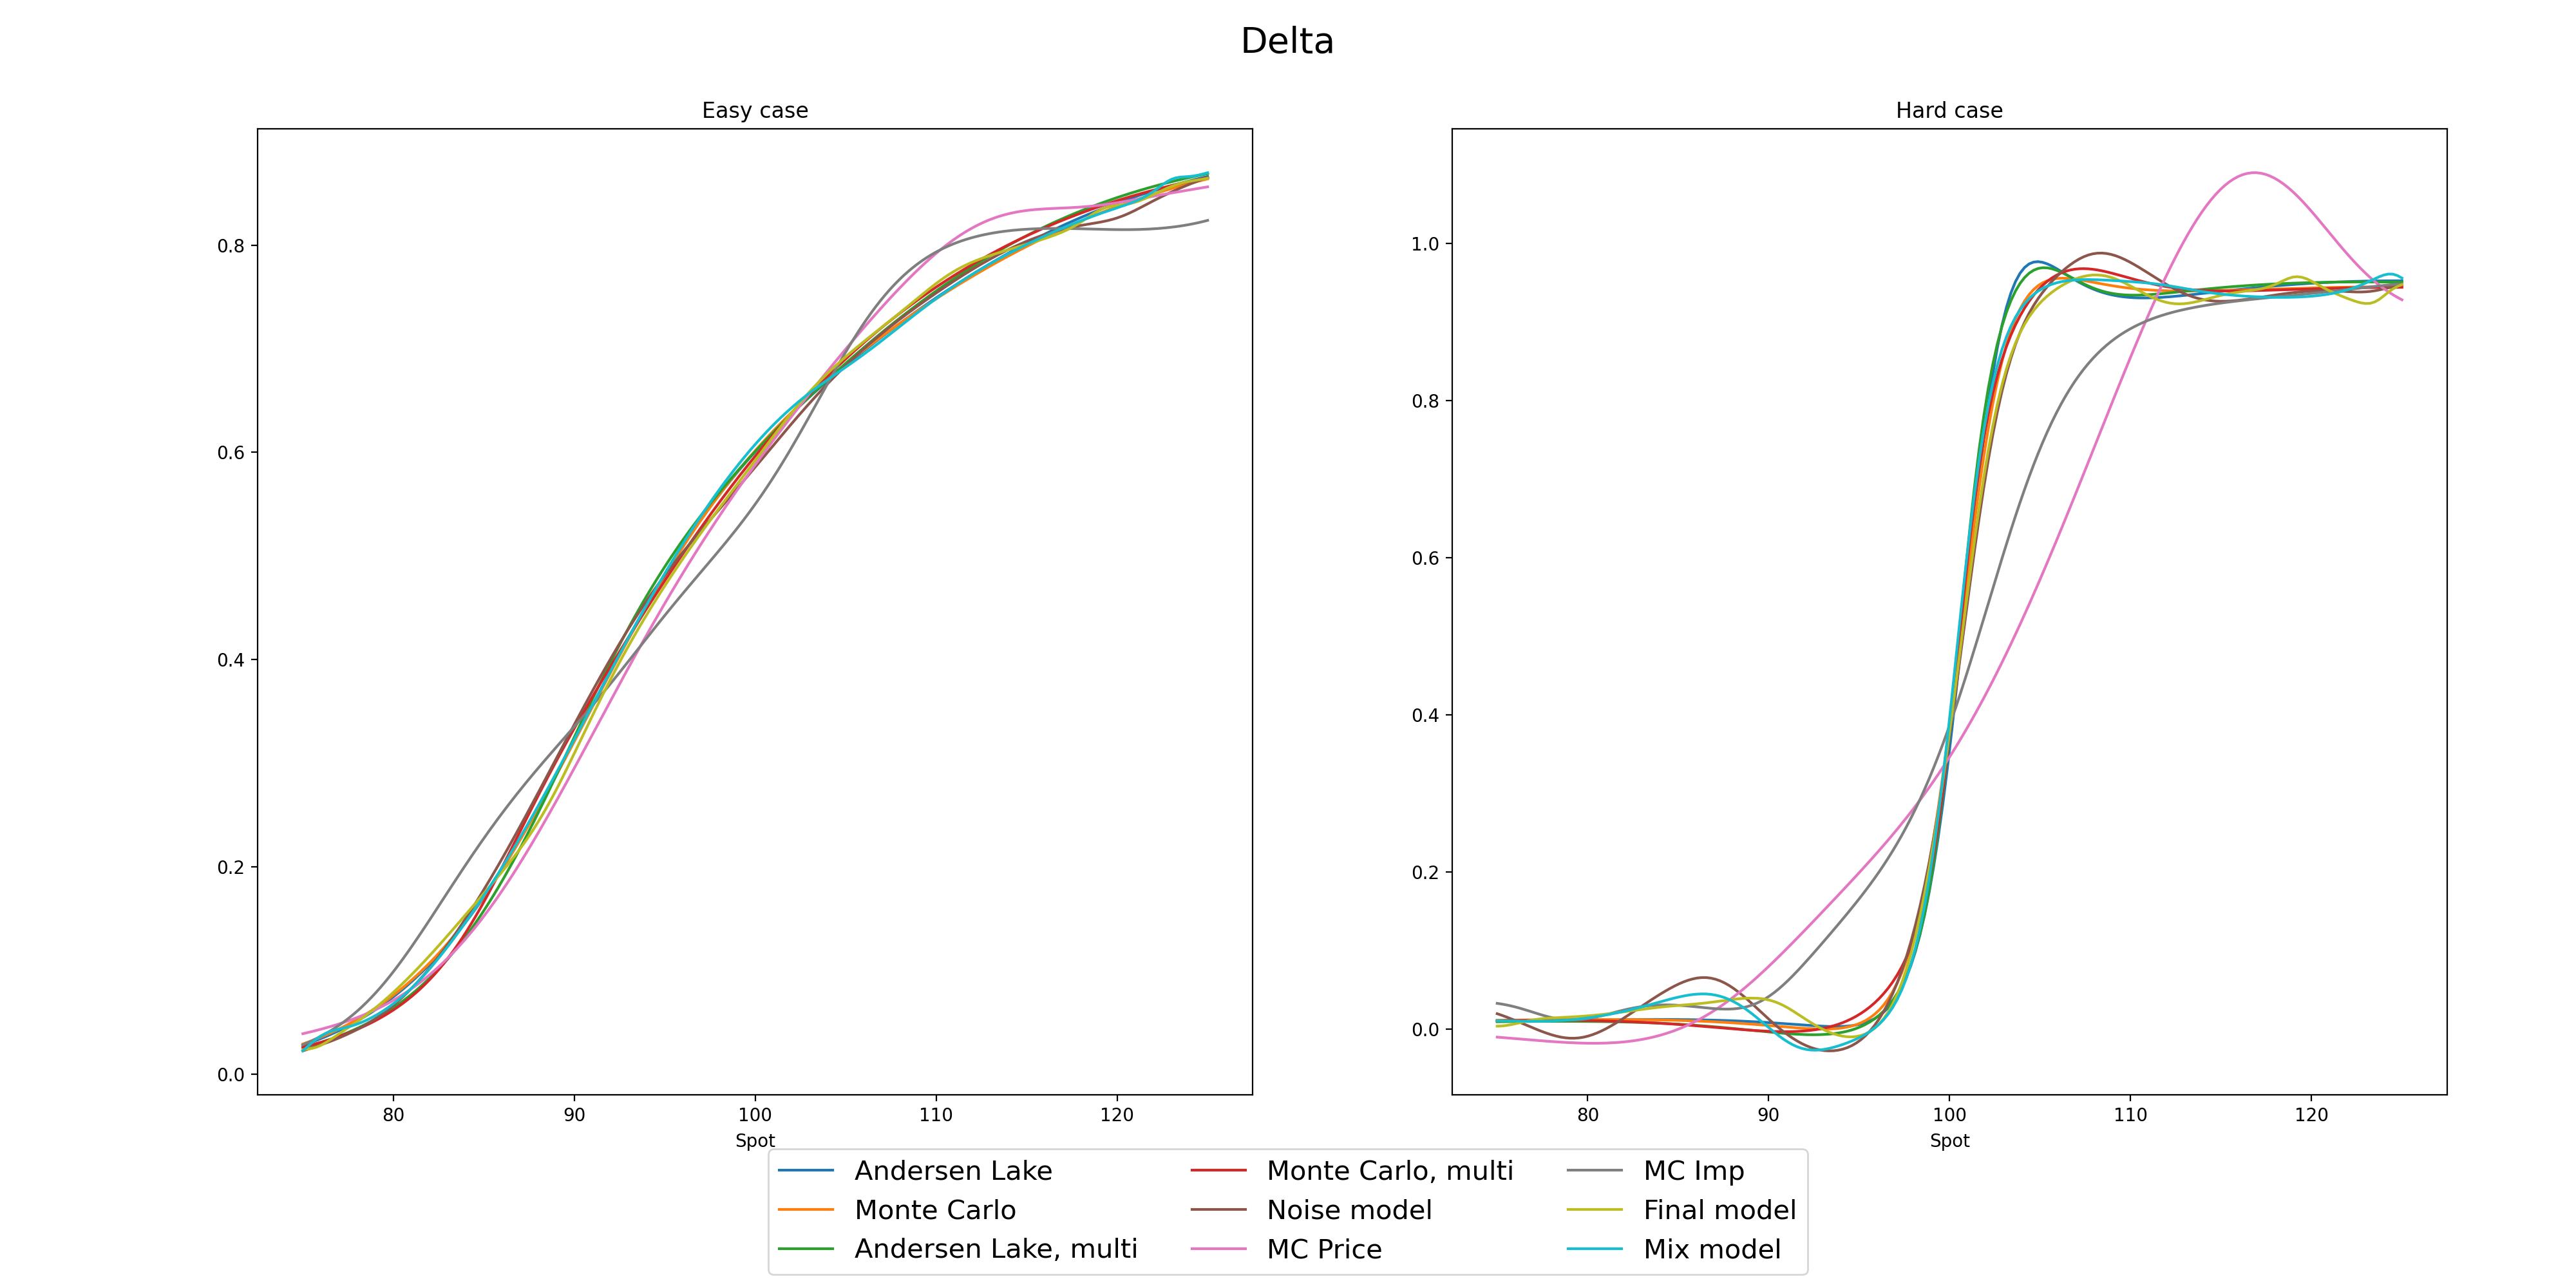 Delta
Easy case
0.8
0.6
0.4
0.2
0.0
80 90 100 110 120
Spot
Hard case
1.0
0.8
0.6
0.4
0.2
0.0
80 90 100 110 120
Spot
Andersen Lake
Monte Carlo
Andersen Lake, multi
Monte Carlo, multi
Noise model
MC Price
MC Imp
Final model
Mix model